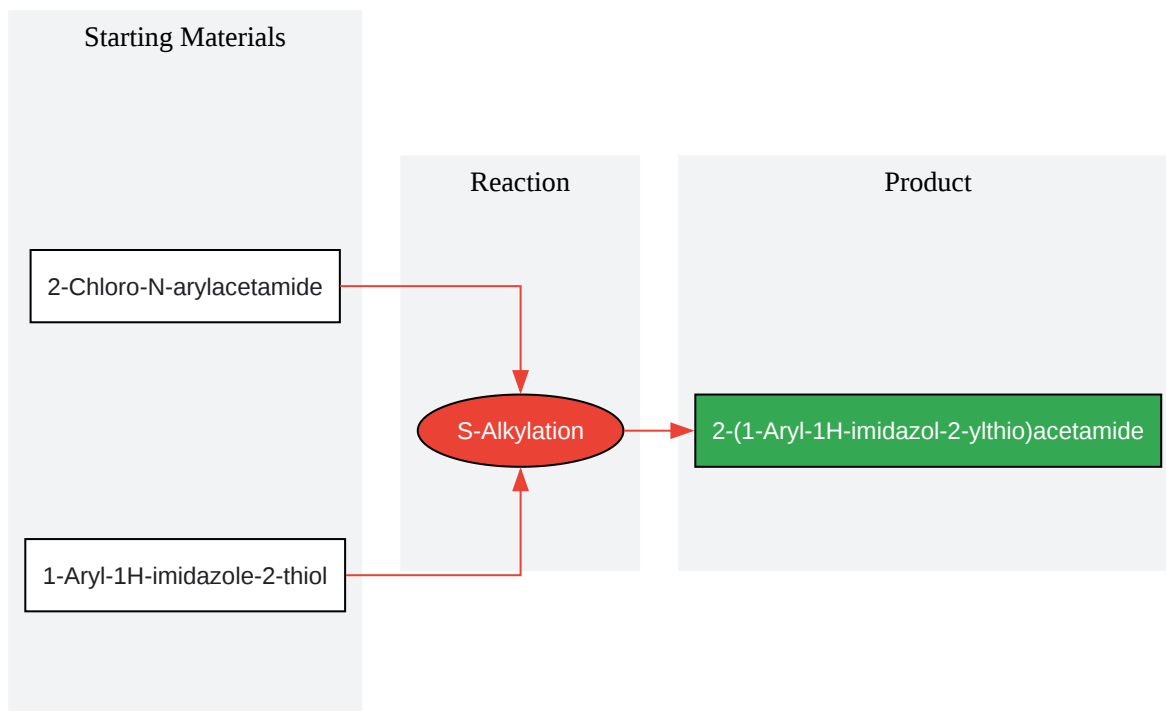 Starting Materials
2-Chloro-N-arylacetamide
1-Aryl-1H-imidazole-2-thiol
Reaction
S-Alkylation
Product
2-(1-Aryl-1H-imidazol-2-ylthio)acetamide